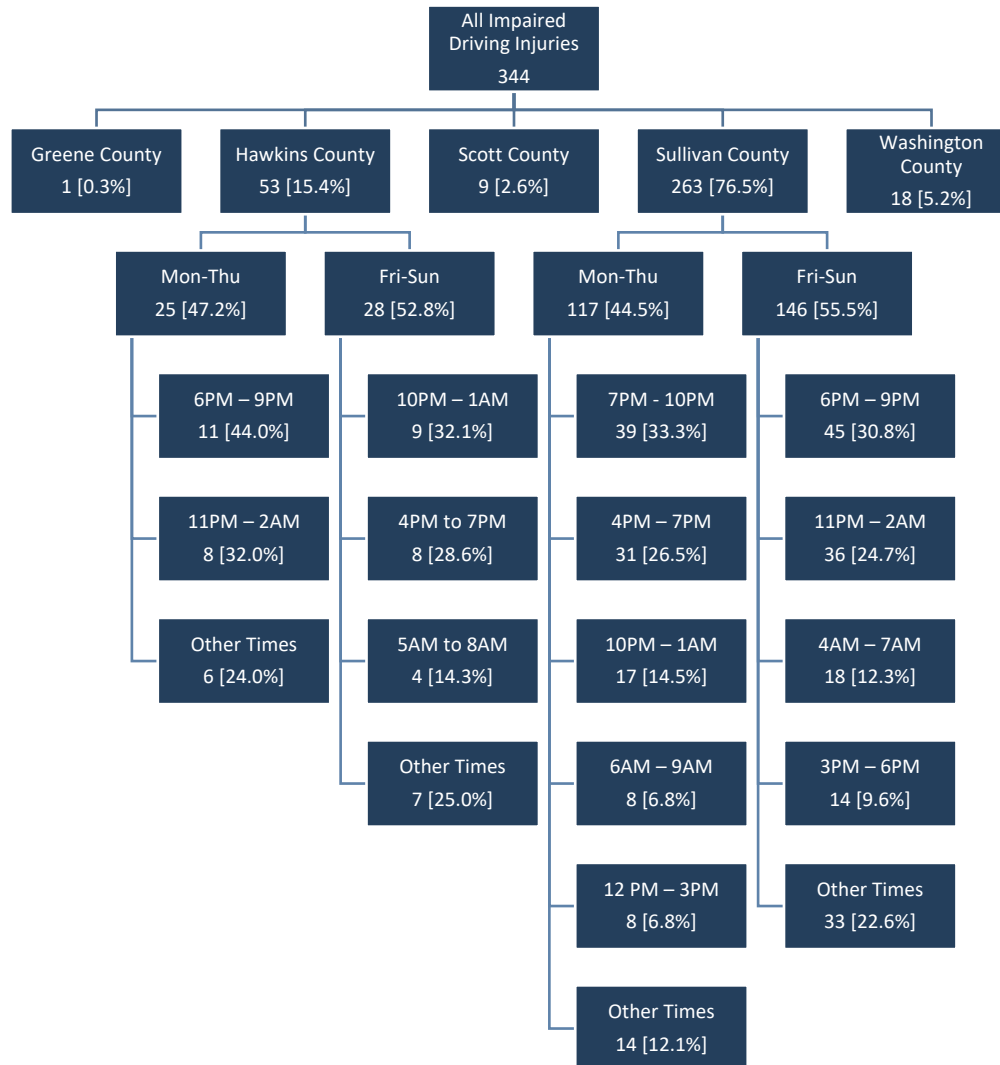 All Impaired
Driving Injuries
344
Greene County
1 [0.3%]
Hawkins County
53 [15.4%]
Scott County
9 [2.6%]
Sullivan County
263 [76.5%]
Washington
County
18 [5.2%]
Mon-Thu
25 [47.2%]
Fri-Sun
28 [52.8%]
Mon-Thu
117 [44.5%]
Fri-Sun
146 [55.5%]
6PM – 9PM
11 [44.0%]
11PM – 2AM
8 [32.0%]
Other Times
6 [24.0%]
10PM – 1AM
9 [32.1%]
4PM to 7PM
8 [28.6%]
5AM to 8AM
4 [14.3%]
Other Times
7 [25.0%]
7PM - 10PM
39 [33.3%]
4PM – 7PM
31 [26.5%]
10PM – 1AM
17 [14.5%]
6AM – 9AM
8 [6.8%]
12 PM – 3PM
8 [6.8%]
Other Times
14 [12.1%]
6PM – 9PM
45 [30.8%]
11PM – 2AM
36 [24.7%]
4AM – 7AM
18 [12.3%]
3PM – 6PM
14 [9.6%]
Other Times
33 [22.6%]